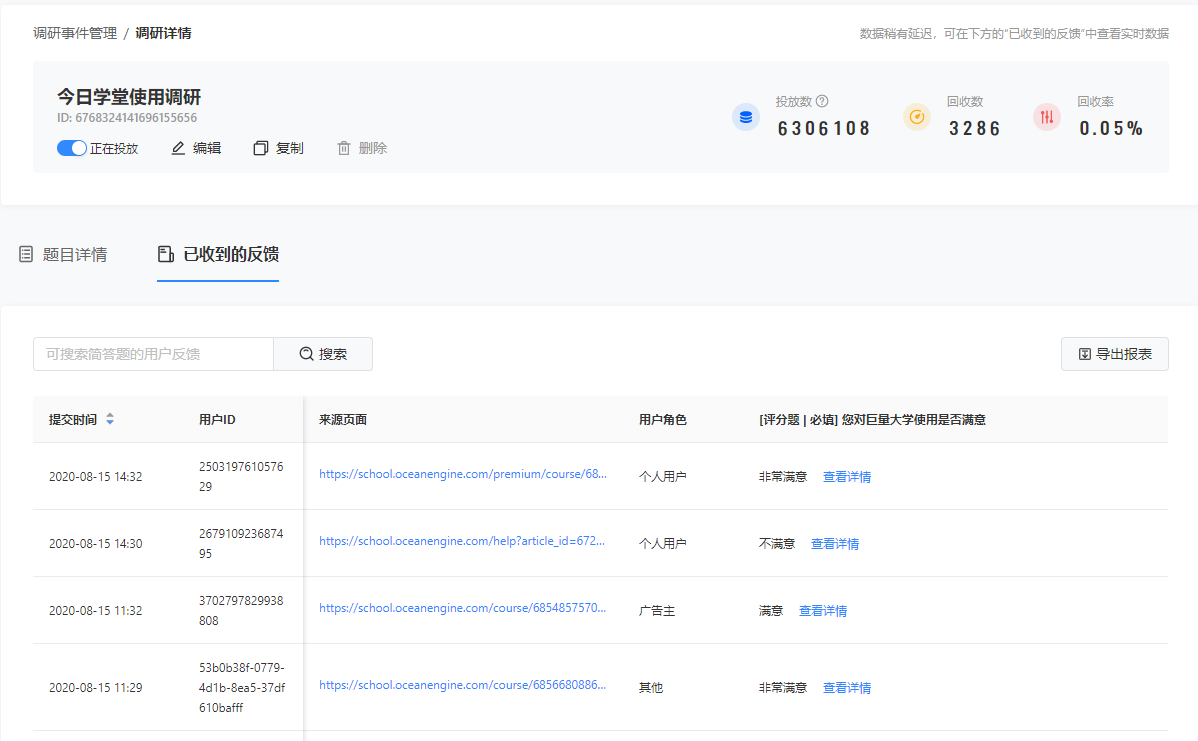 调研事件管理 / 调研详情
数据稍有延迟，可在下方的“已收到的反馈”中查看实时数据
今日学堂使用调研
ID: 6768324141696155656
正在投放 编辑 复制 删除
投放数
6306108
回收数
3286
回收率
0.05%
题目详情 已收到的反馈
可搜索简答题的用户反馈 搜索 导出报表
提交时间 用户ID 来源页面 用户角色 [评分题 | 必填] 您对巨量大学使用是否满意
2020-08-15 14:32
2503197610576
29
https://school.oceanengine.com/premium/course/68...
个人用户
非常满意 查看详情
2020-08-15 14:30
2679109236874
95
https://school.oceanengine.com/help?article_id=672...
个人用户
不满意 查看详情
2020-08-15 11:32
3702797829938
808
https://school.oceanengine.com/course/6854857570...
广告主
满意 查看详情
2020-08-15 11:29
53b0b38f-0779-
4d1b-8ea5-37df
610bafff
https://school.oceanengine.com/course/6856680886...
其他
非常满意 查看详情